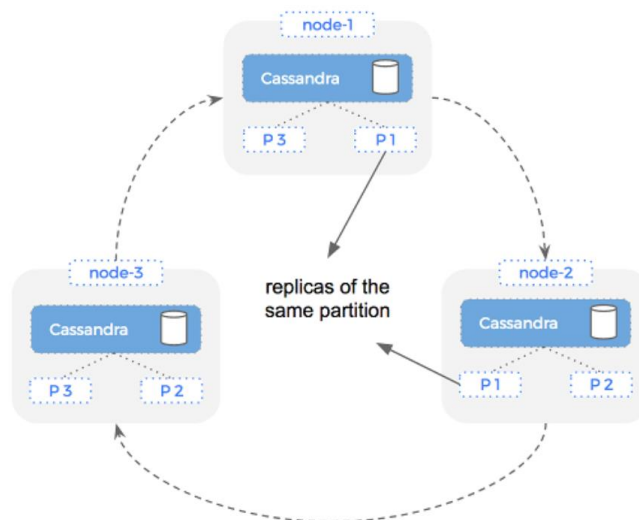 node-1
Cassandra
P 3
P 1
node-3
Cassandra
P 3
P 2
replicas of the
same partition
node-2
Cassandra
P 1
P 2